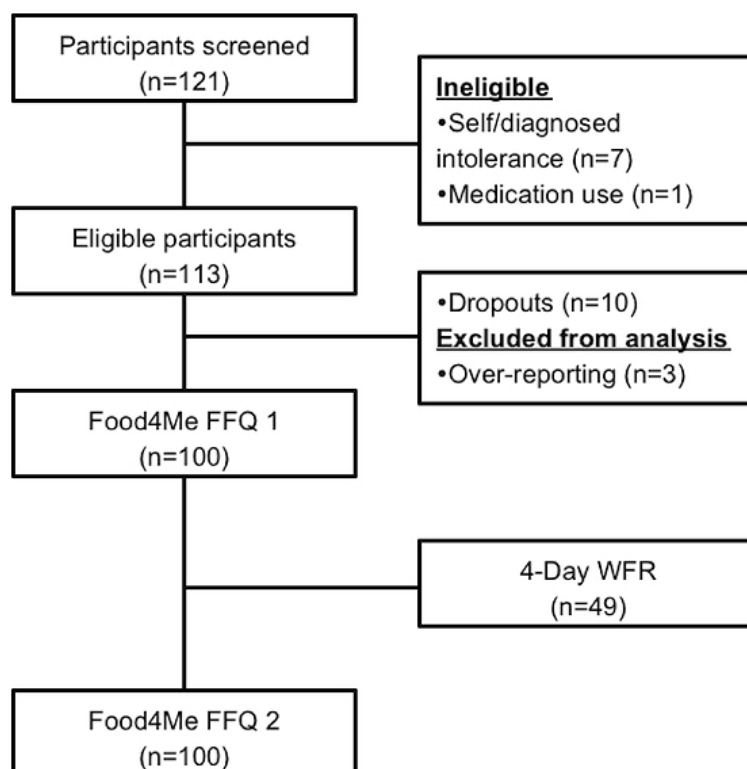 Participants screened
(n=121)
Ineligible
•Self/diagnosed
intolerance (n=7)
•Medication use (n=1)
Eligible participants
(n=113)
•Dropouts (n=10)
Excluded from analysis
•Over-reporting (n=3)
Food4Me FFQ 1
(n=100)
4-Day WFR
(n=49)
Food4Me FFQ 2
(n=100)